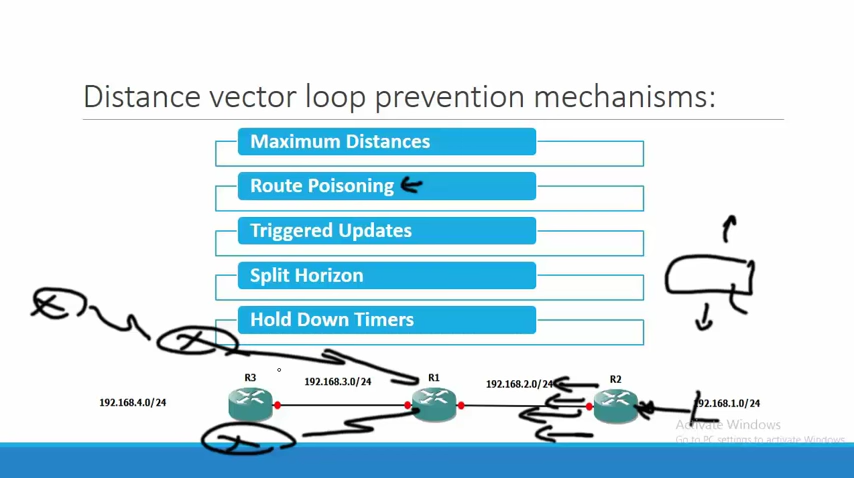 Distance vector loop prevention mechanisms:
Maximum Distances
Route Poisoning
Triggered Updates
Split Horizon
Hold Down Timers
R3
192.168.3.0/24
R1
192.168.2.0/24
R2
192.168.4.0/24
192.168.1.0/24
Activate Windows
Go to PC settings to activate Windows.